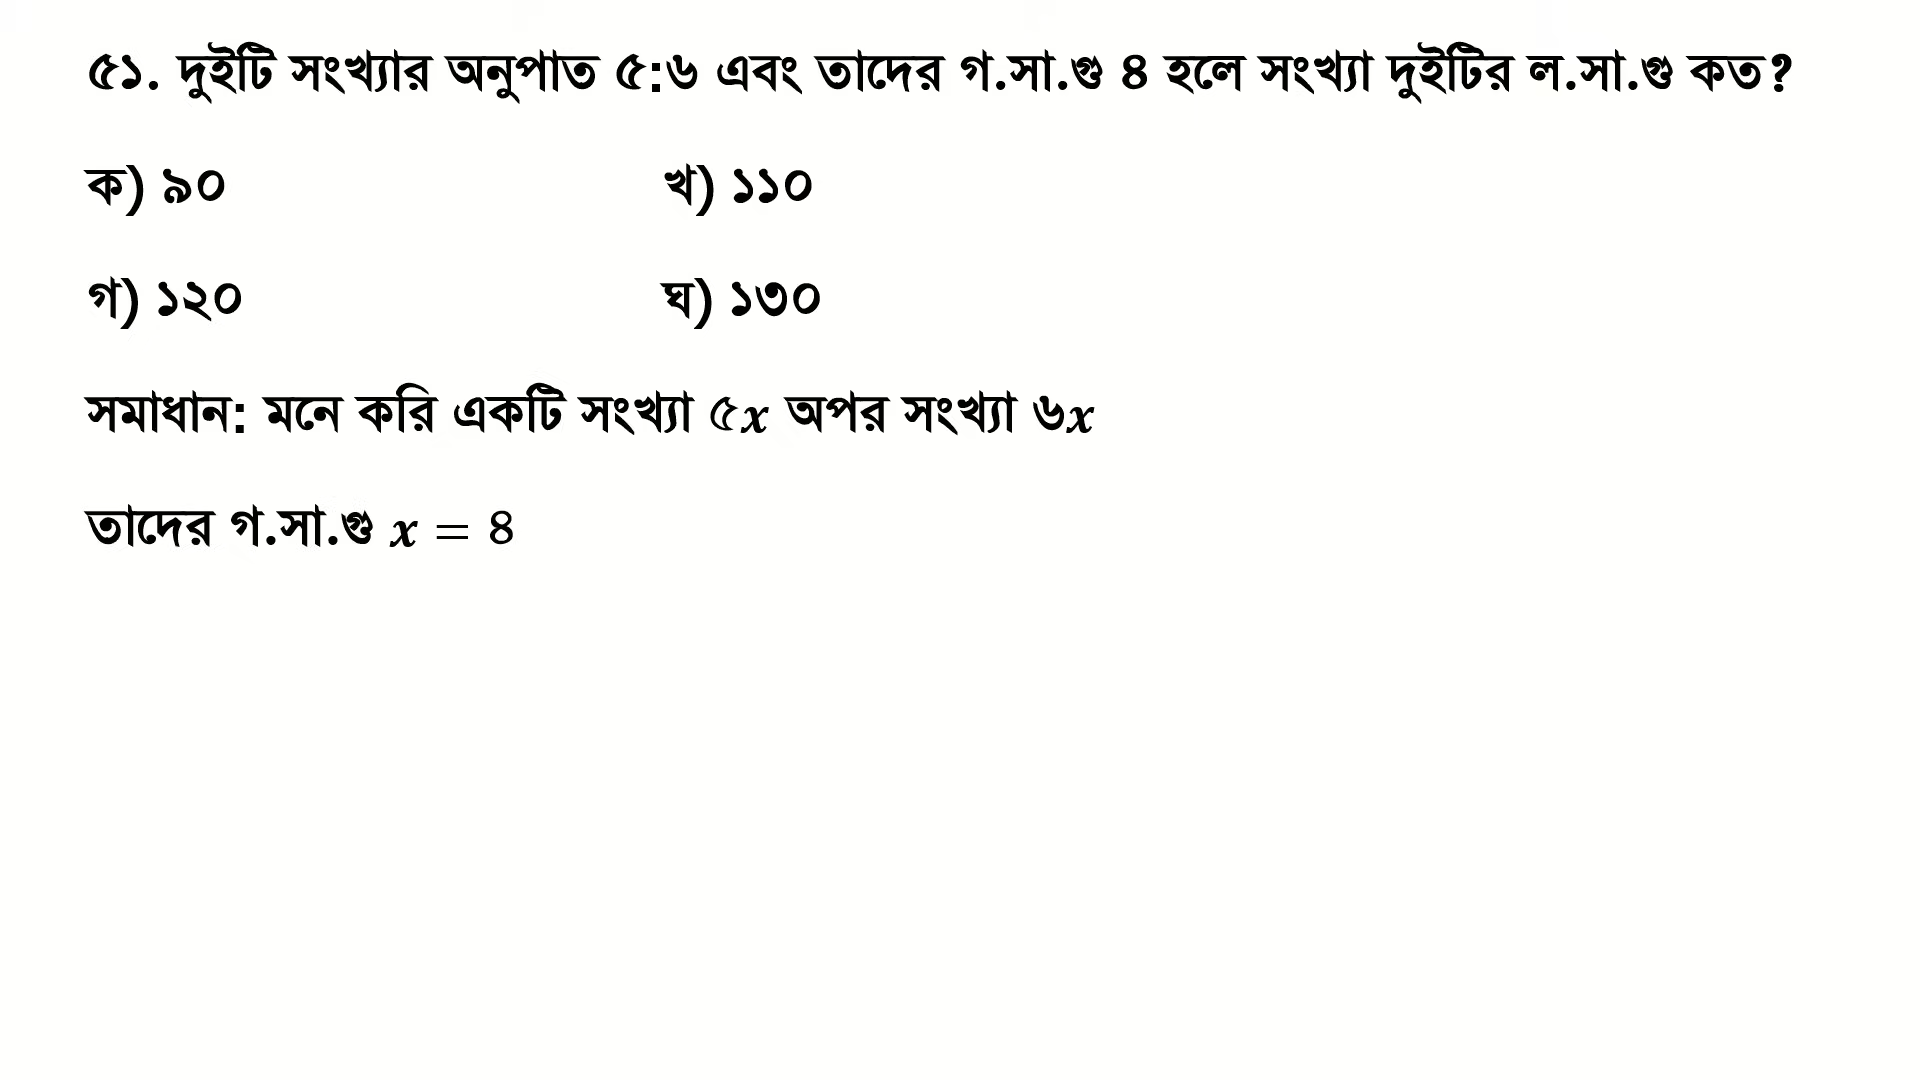 ৫১. দুইটি সংখ্যার অনুপাত ৫:৬ এবং তাদের গ.সা.গু ৪ হলে সংখ্যা দুইটির ল.সা.গু কত?
ক) ৯০ খ) ১১০
গ) ১২০ ঘ) ১৩০
সমাধান: মনে করি একটি সংখ্যা ৫x অপর সংখ্যা ৬x
তাদের গ.সা.গু x = ৪